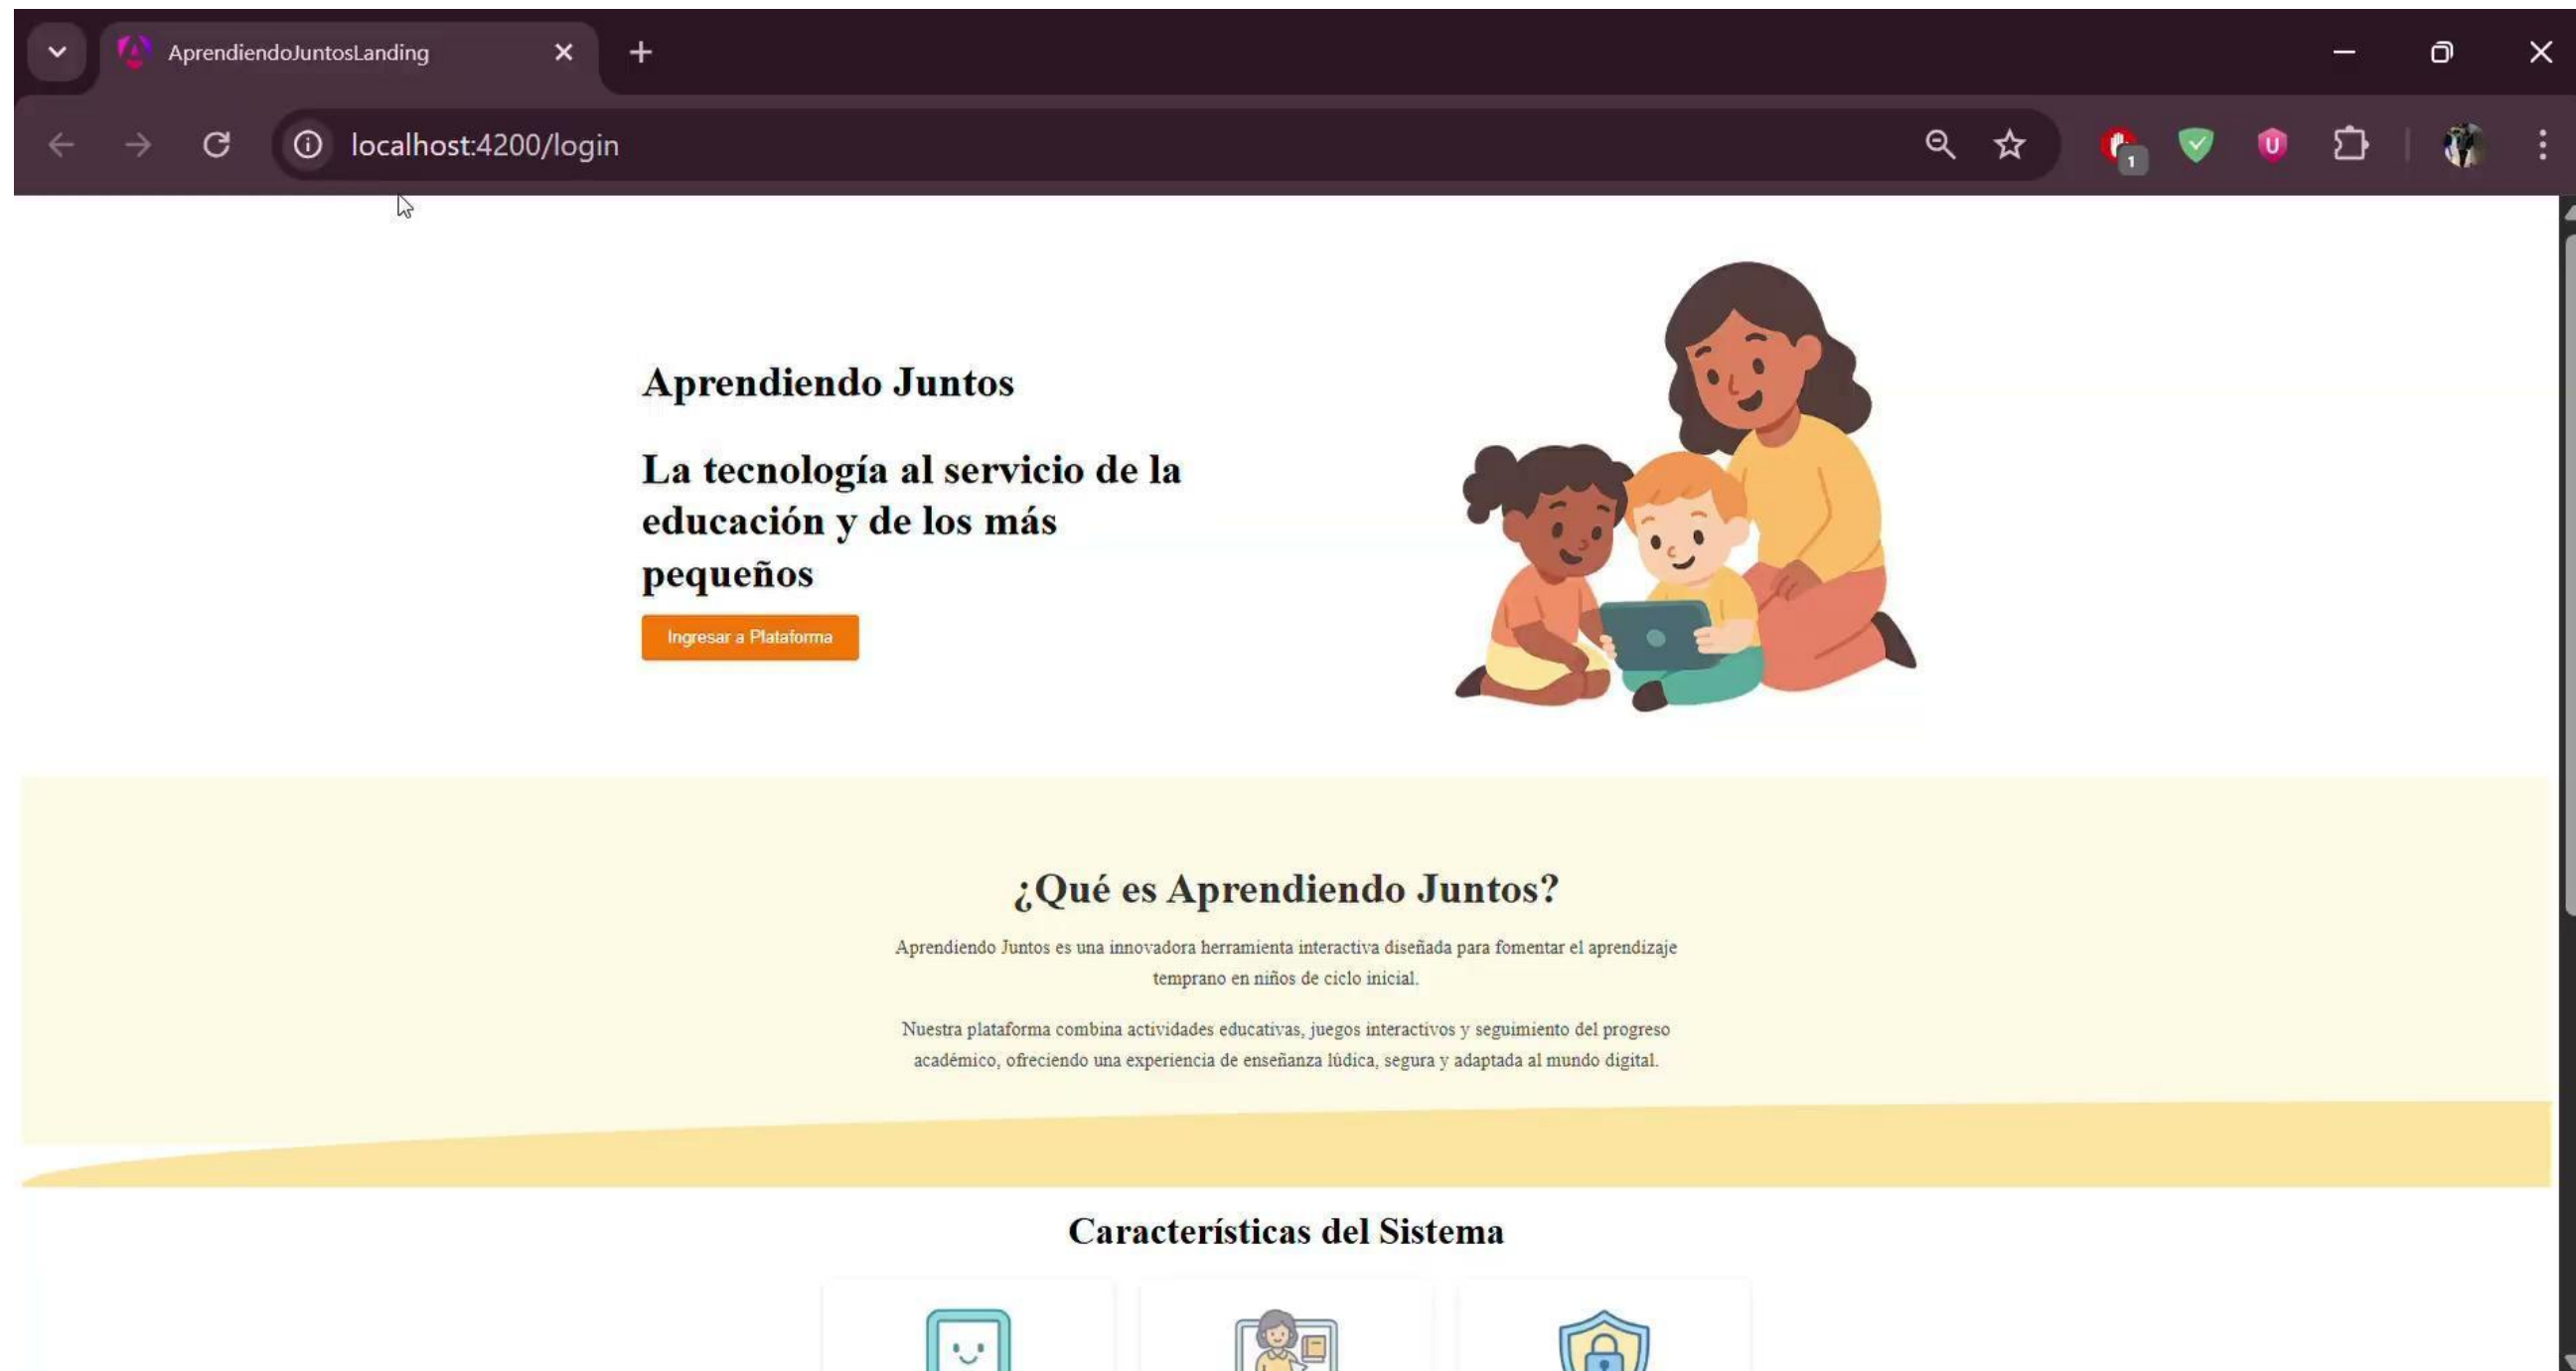 AprendiendoJuntosLanding
localhost:4200/login
1
U
Aprendiendo Juntos
La tecnología al servicio de la
educación y de los más
pequeños
Ingresar a Plataforma
¿Qué es Aprendiendo Juntos?
Aprendiendo Juntos es una innovadora herramienta interactiva diseñada para fomentar el aprendizaje
temprano en niños de ciclo inicial.
Nuestra plataforma combina actividades educativas, juegos interactivos y seguimiento del progreso
académico, ofreciendo una experiencia de enseñanza lúdica, segura y adaptada al mundo digital.
Características del Sistema